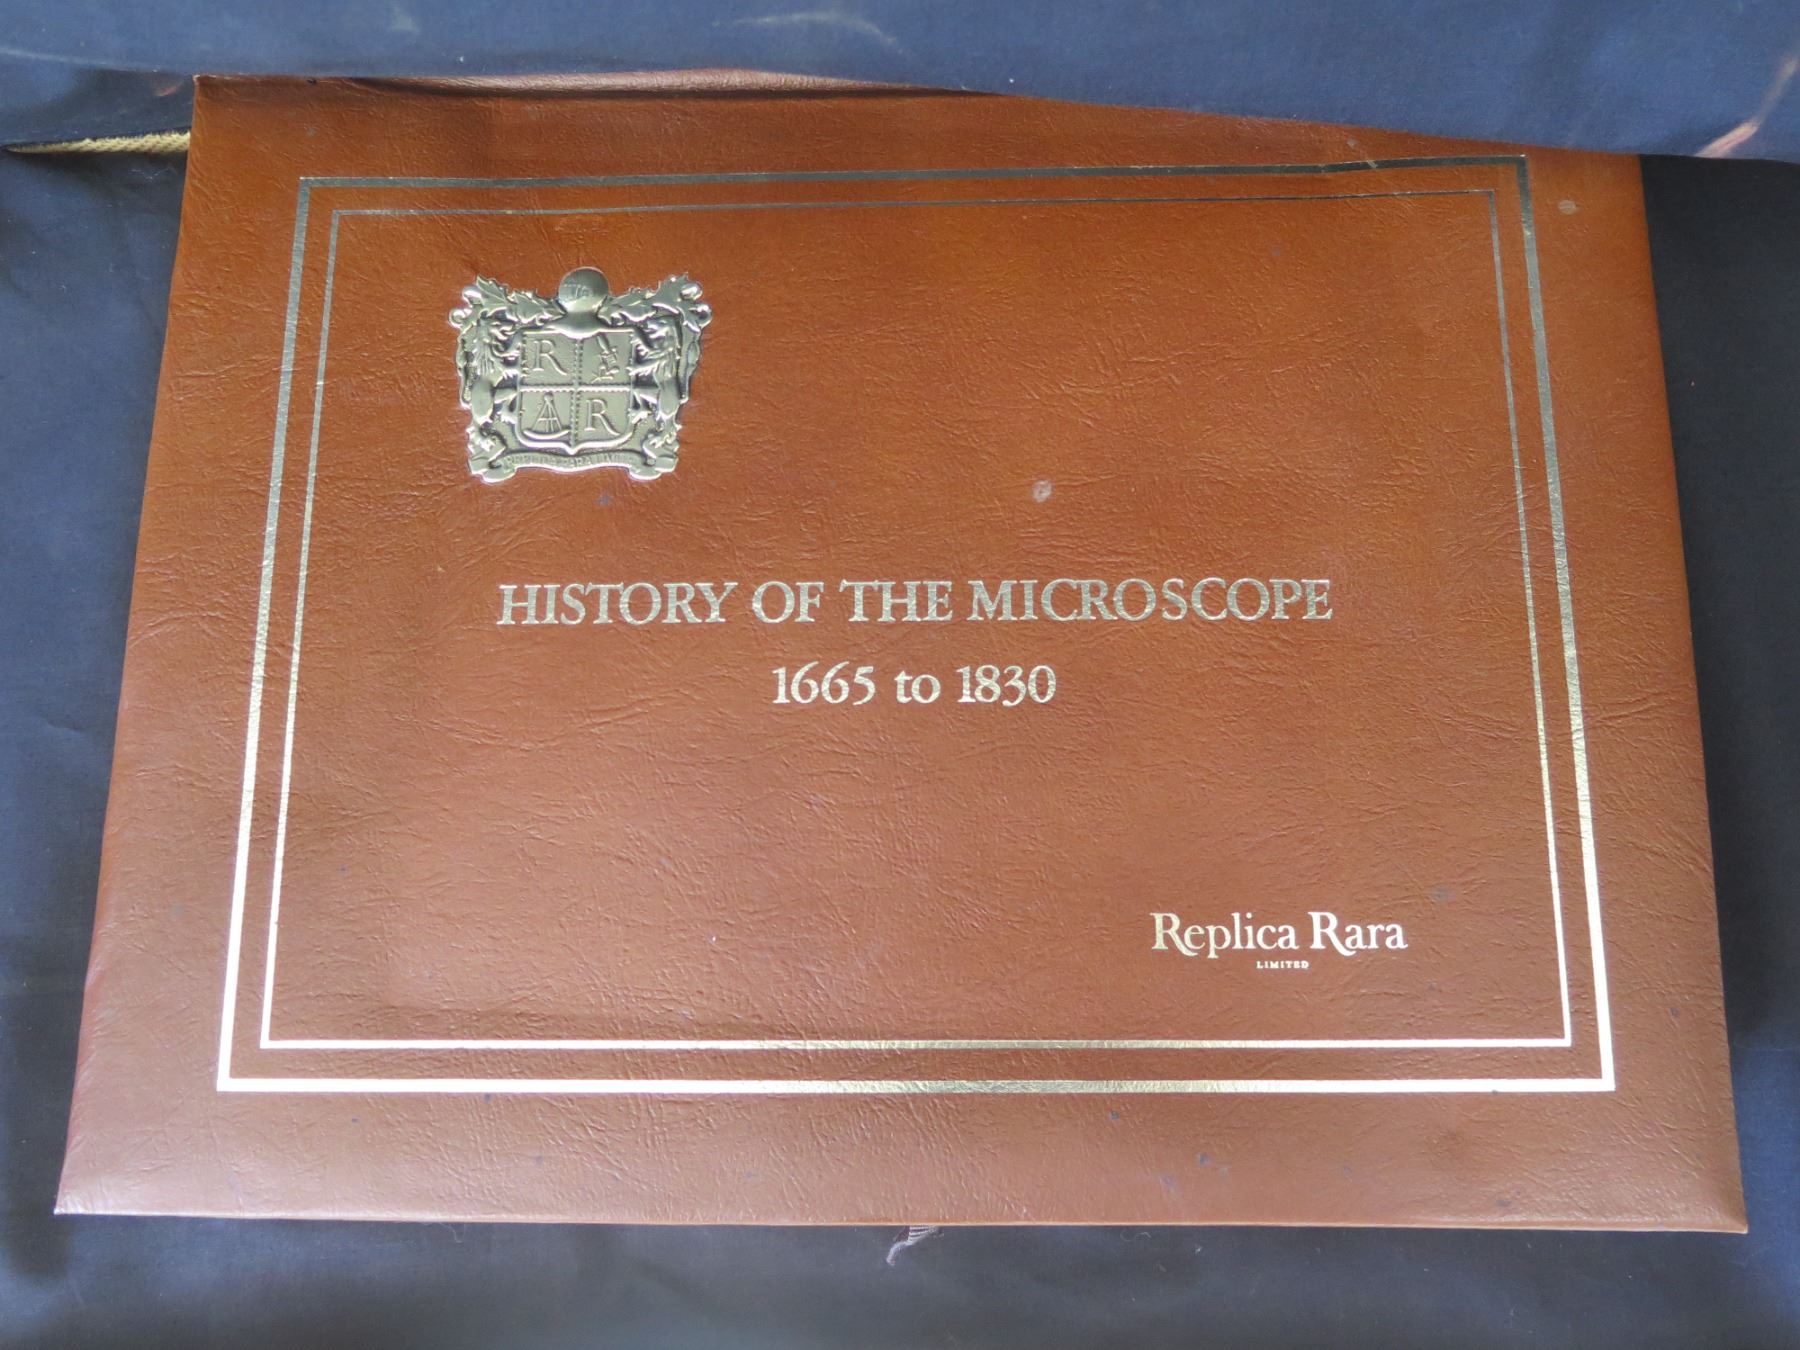 R
R
HISTORY OF THE MICROSCOPE
1665 to 1830
Replica Rara
LIMITED